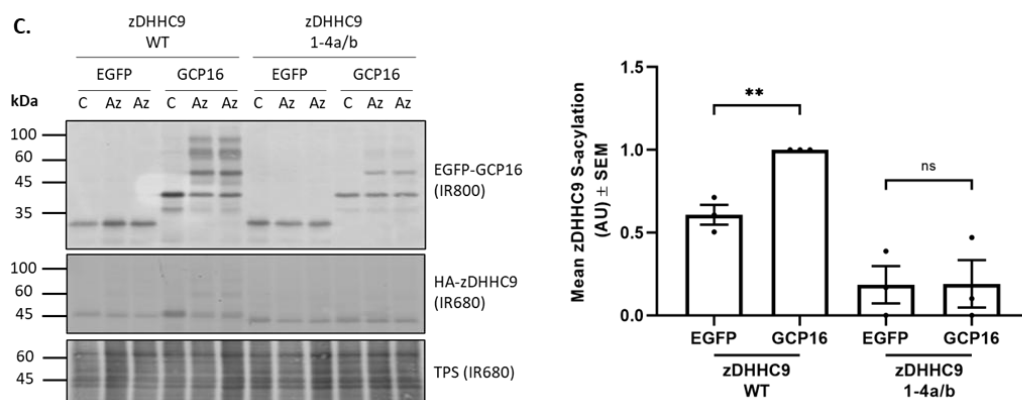 C.
zDHHC9
WT
zDHHC9
1-4a/b
EGFP GCP16 EGFP GCP16
kDa C Az Az C Az Az C Az Az C Az Az
100
60
45
35
EGFP-GCP16
(IR800)
100
60
45
HA-zDHHC9
(IR680)
60
45
TPS (IR680)
Mean zDHHC9 S-acylation
(AU) ± SEM
1.5
1.0
0.5
0.0
**
ns
EGFP GCP16 EGFP GCP16
zDHHC9
WT
zDHHC9
1-4a/b